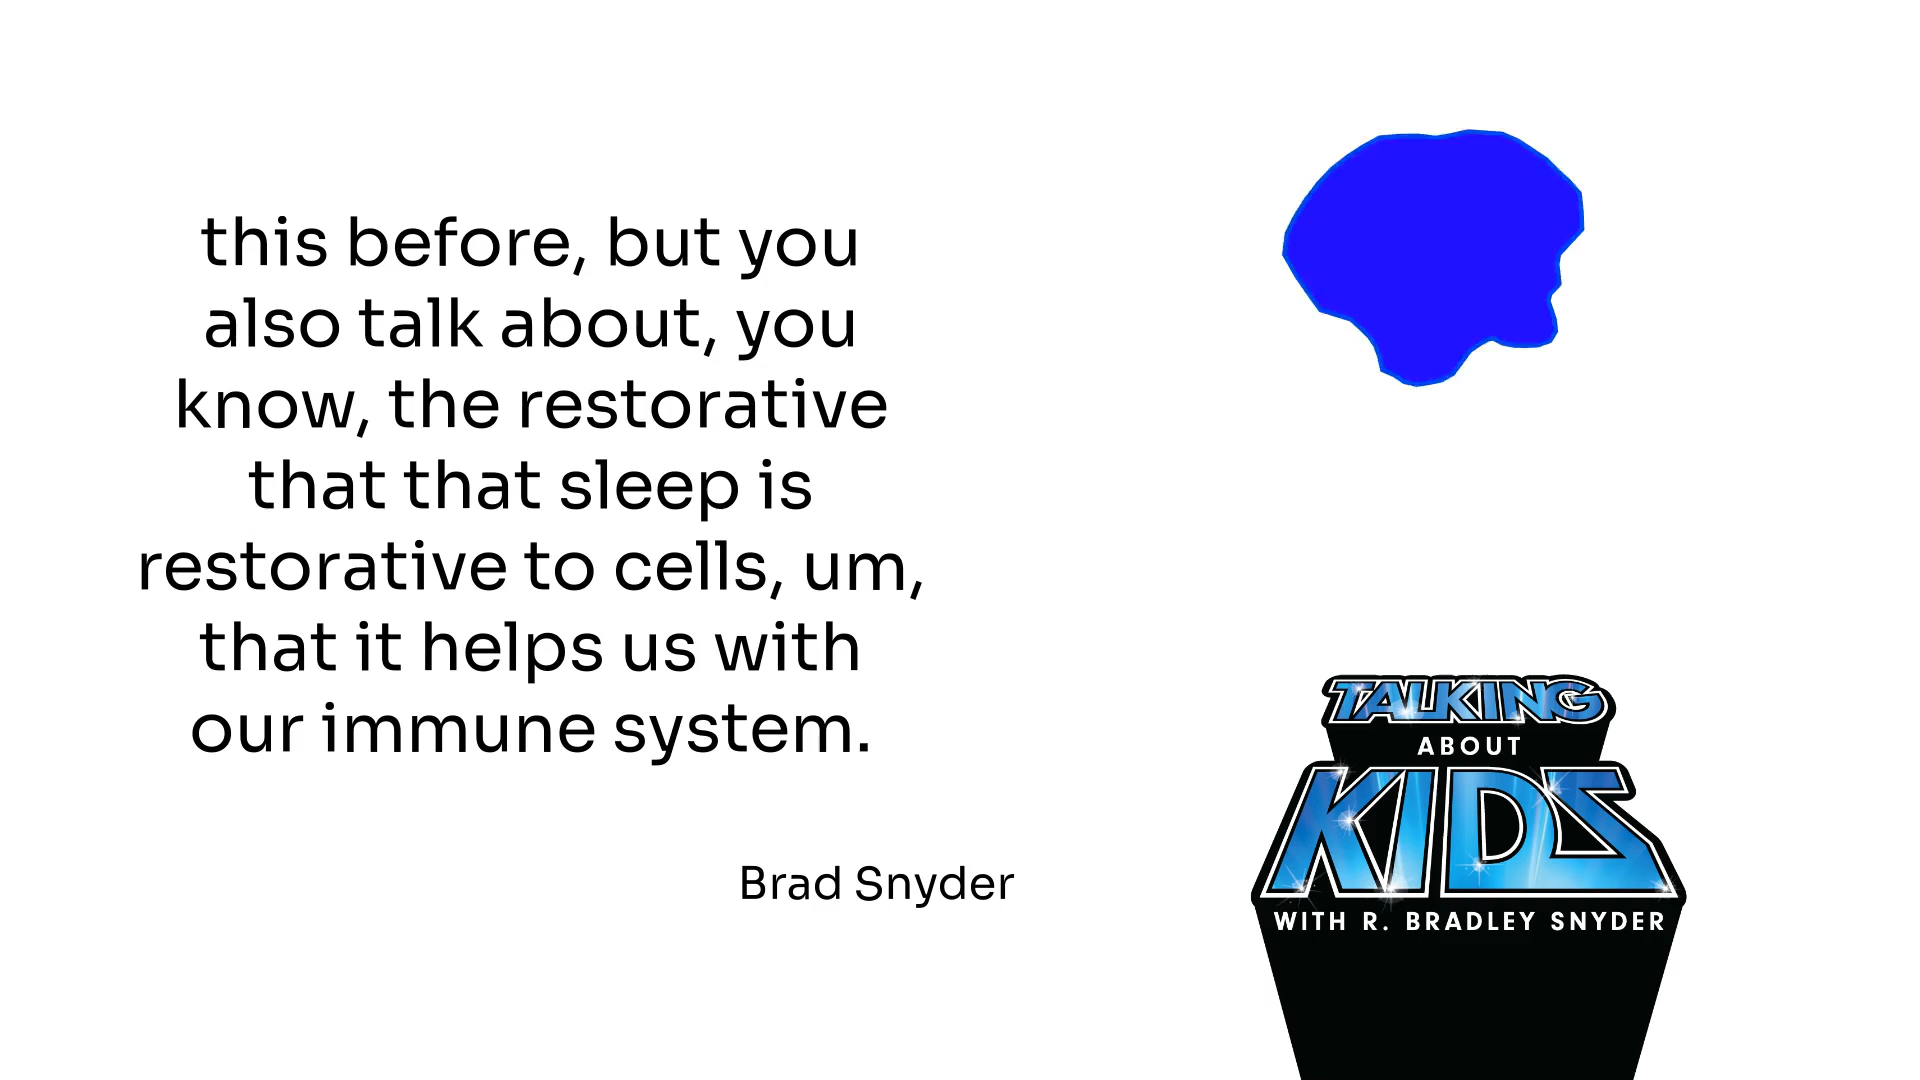 this before, but you
also talk about, you
know, the restorative
that that sleep is
restorative to cells, um,
that it helps us with
our immune system.
Brad Snyder
TALKING
ABOUT
KIDS
WITH R. BRADLEY SNYDER